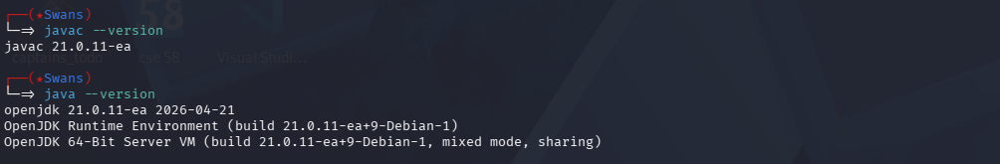 ┌──(★Swans)
└─⇒ javac --version
javac 21.0.11-ea
captains_todo cse 58 Visual Studi...
58
┌──(★Swans)
└─⇒ java --version
openjdk 21.0.11-ea 2026-04-21
OpenJDK Runtime Environment (build 21.0.11-ea+9-Debian-1)
OpenJDK 64-Bit Server VM (build 21.0.11-ea+9-Debian-1, mixed mode, sharing)